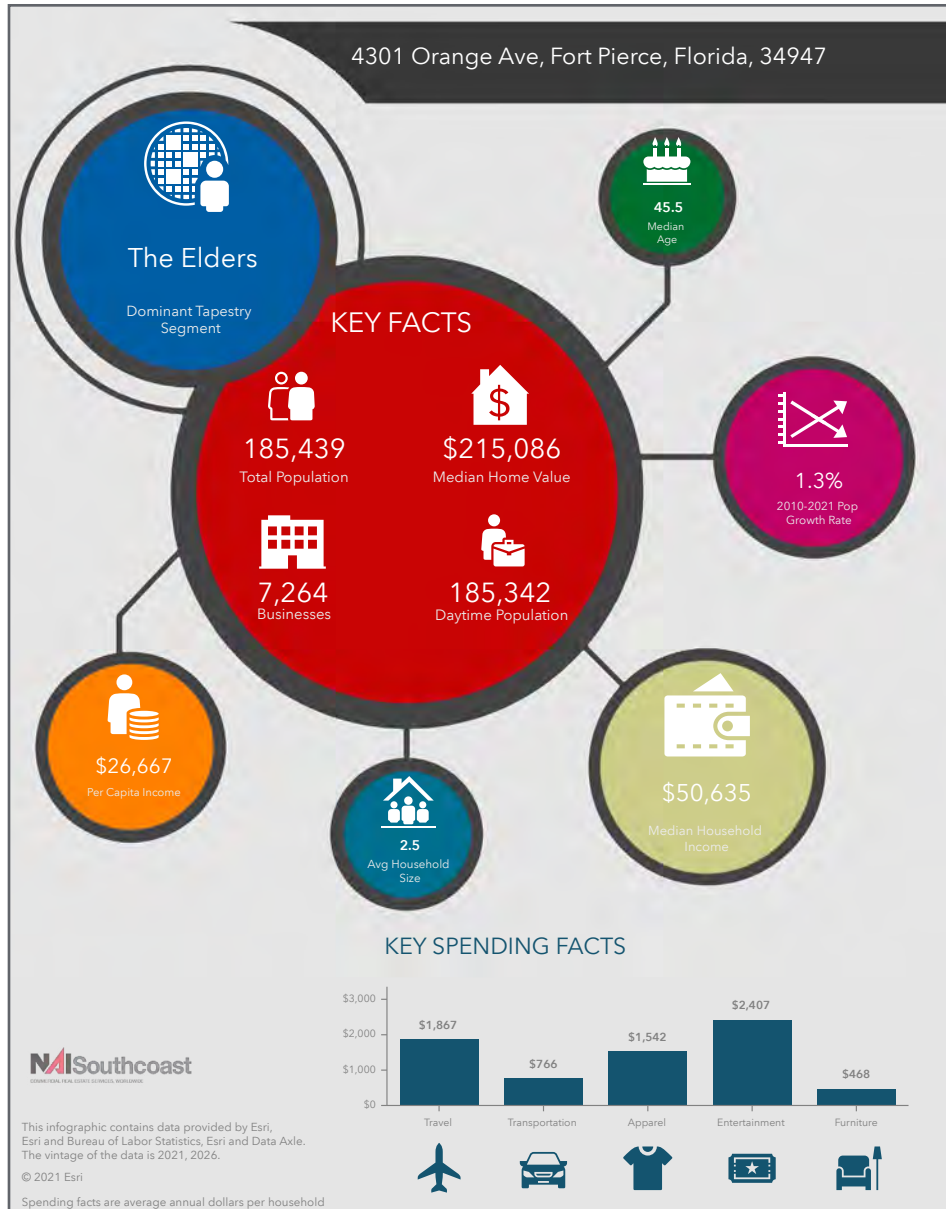 4301 Orange Ave, Fort Pierce, Florida, 34947
The Elders
Dominant Tapestry
Segment
45.5
Median
Age
KEY FACTS
185,439
Total Population
$215,086
Median Home Value
7,264
Businesses
185,342
Daytime Population
1.3%
2010-2021 Pop
Growth Rate
$26,667
Per Capita Income
2.5
Avg Household
Size
$50,635
Median Household
Income
KEY SPENDING FACTS
$3,000
$2,000
$1,000
$0
$1,867
$766
$1,542
$2,407
$468
Travel
Transportation
Apparel
Entertainment
Furniture
NAISouthcoast
COMMERCIAL REAL ESTATE SERVICES, WORLDWIDE
This infographic contains data provided by Esri,
Esri and Bureau of Labor Statistics, Esri and Data Axle.
The vintage of the data is 2021, 2026.
© 2021 Esri
Spending facts are average annual dollars per household